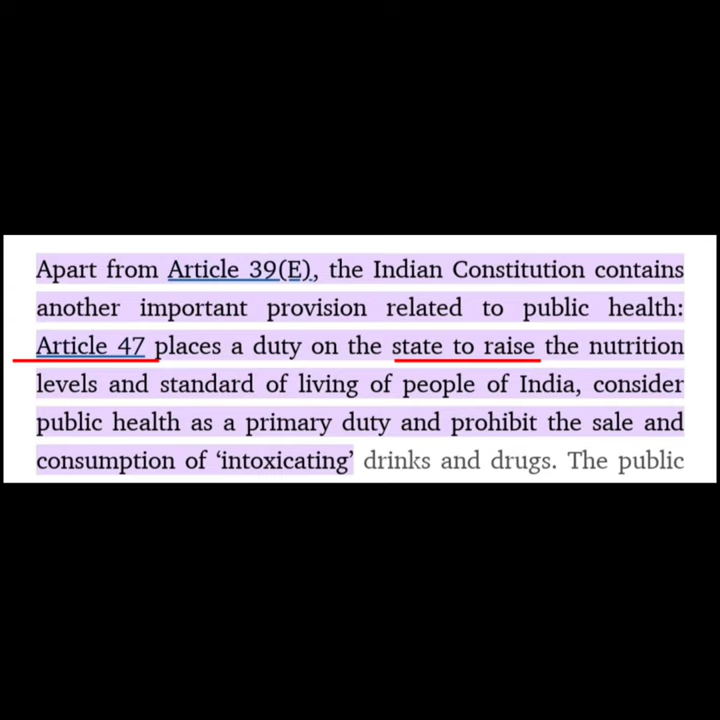 Apart from Article 39(E), the Indian Constitution contains
another important provision related to public health:
Article 47 places a duty on the state to raise the nutrition
levels and standard of living of people of India, consider
public health as a primary duty and prohibit the sale and
consumption of ‘intoxicating’ drinks and drugs. The public